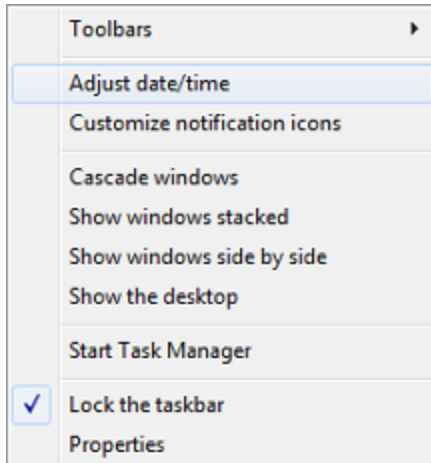 Toolbars
Adjust date/time
Customize notification icons
Cascade windows
Show windows stacked
Show windows side by side
Show the desktop
Start Task Manager
Lock the taskbar
Properties